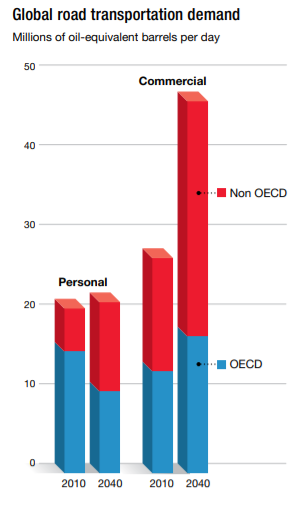 Global road transportation demand
Millions of oil-equivalent barrels per day
50
Commercial
40
Non OECD
30
Personal
20
OECD
10
0
2010 2040 2010 2040